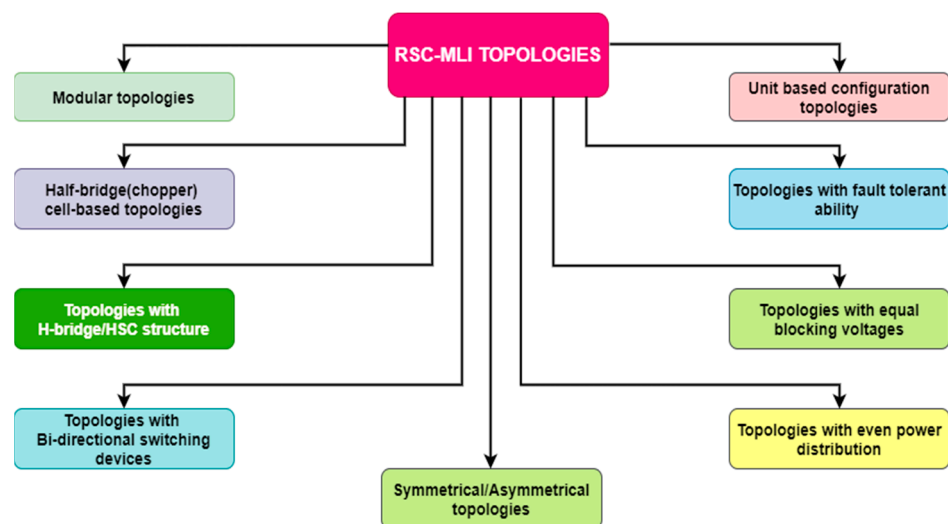 RSC-MLI TOPOLOGIES
Modular topologies
Unit based configuration
topologies
Half-bridge(chopper)
cell-based topologies
Topologies with fault tolerant
ability
Topologies with
H-bridge/HSC structure
Topologies with equal
blocking voltages
Topologies with
Bi-directional switching
devices
Topologies with even power
distribution
Symmetrical/Asymmetrical
topologies